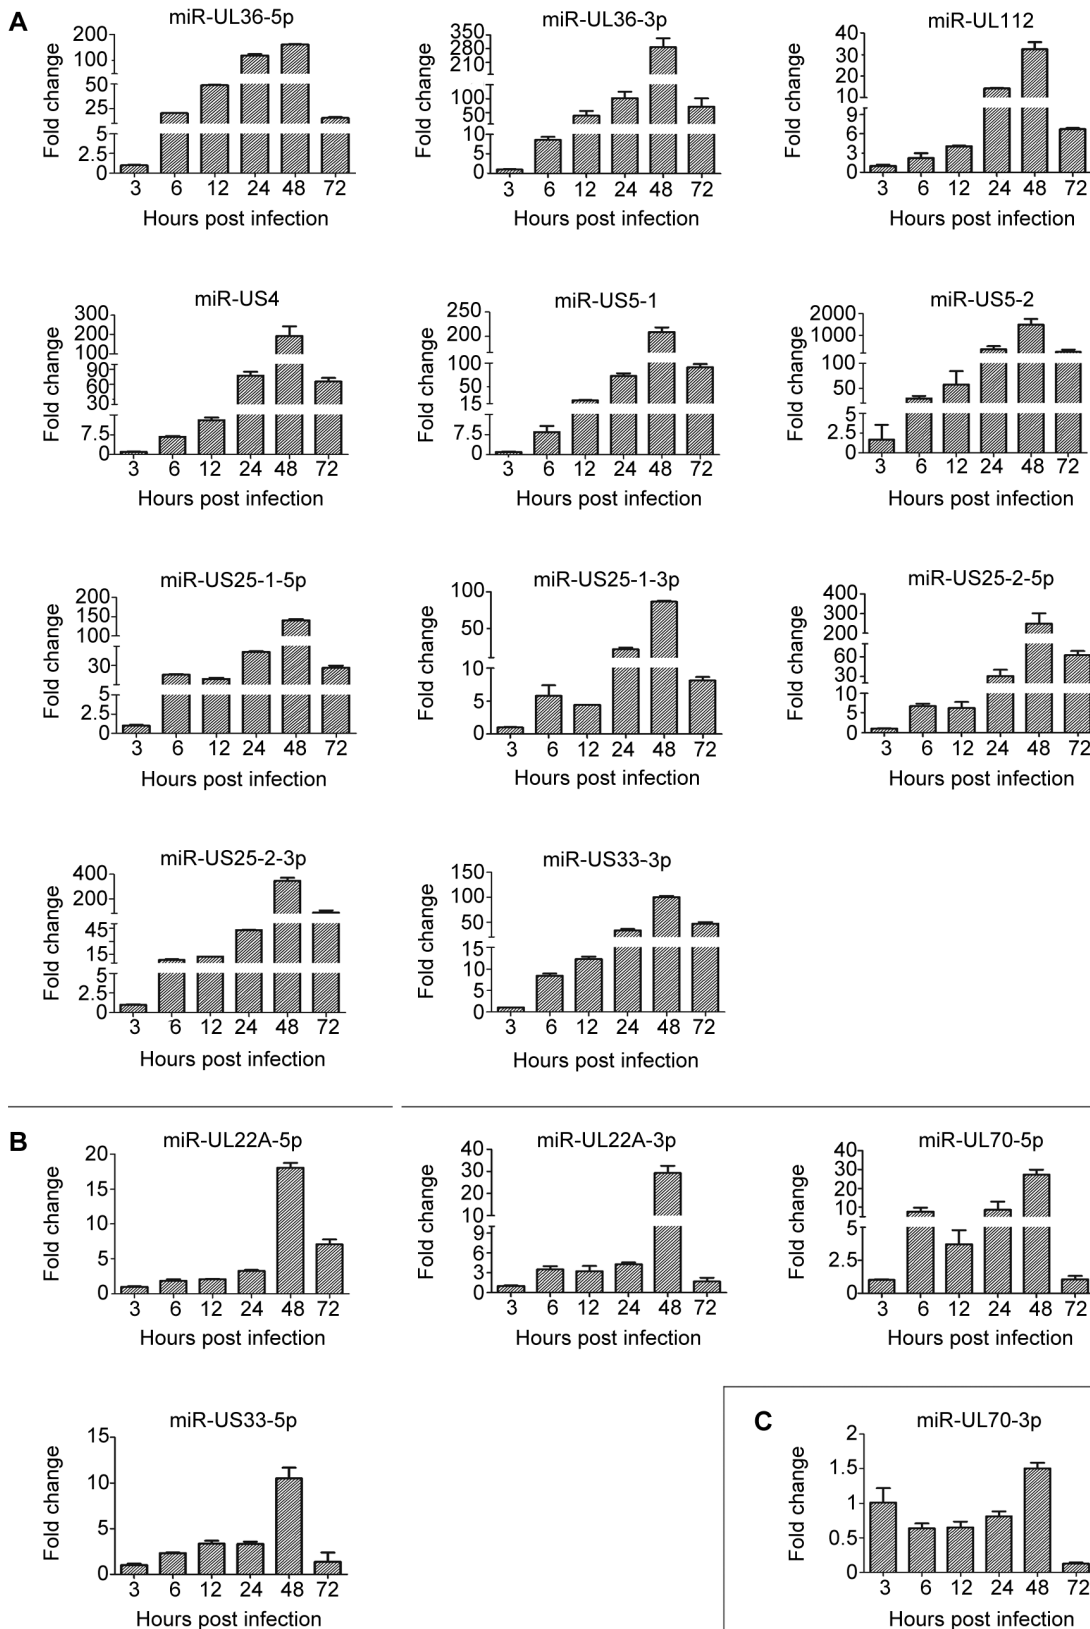 A
miR-UL36-5p
Fold change
200
100
50
25
5
2.5
0
3 6 12 24 48 72
Hours post infection
miR-UL36-3p
Fold change
350
280
210
100
50
10
5
0
3 6 12 24 48 72
Hours post infection
miR-UL112
Fold change
40
30
20
10
9
6
3
0
3 6 12 24 48 72
Hours post infection
miR-US4
Fold change
300
200
100
90
60
30
7.5
0
3 6 12 24 48 72
Hours post infection
miR-US5-1
Fold change
250
200
100
50
15
7.5
0
3 6 12 24 48 72
Hours post infection
miR-US5-2
Fold change
2000
1000
100
50
5
2.5
0
3 6 12 24 48 72
Hours post infection
miR-US25-1-5p
Fold change
200
150
100
30
5
2.5
0
3 6 12 24 48 72
Hours post infection
miR-US25-1-3p
Fold change
100
50
10
5
0
3 6 12 24 48 72
Hours post infection
miR-US25-2-5p
Fold change
400
300
200
60
30
10
5
0
3 6 12 24 48 72
Hours post infection
miR-US25-2-3p
Fold change
400
200
45
15
5
2.5
0
3 6 12 24 48 72
Hours post infection
miR-US33-3p
Fold change
150
100
50
15
10
5
0
3 6 12 24 48 72
Hours post infection
B
miR-UL22A-5p
Fold change
20
15
10
5
0
3 6 12 24 48 72
Hours post infection
miR-UL22A-3p
Fold change
40
30
20
10
9
6
3
0
3 6 12 24 48 72
Hours post infection
miR-UL70-5p
Fold change
40
30
20
10
5
2.5
0
3 6 12 24 48 72
Hours post infection
miR-US33-5p
Fold change
15
10
5
0
3 6 12 24 48 72
Hours post infection
C
miR-UL70-3p
Fold change
2
1.5
1
0.5
0
3 6 12 24 48 72
Hours post infection